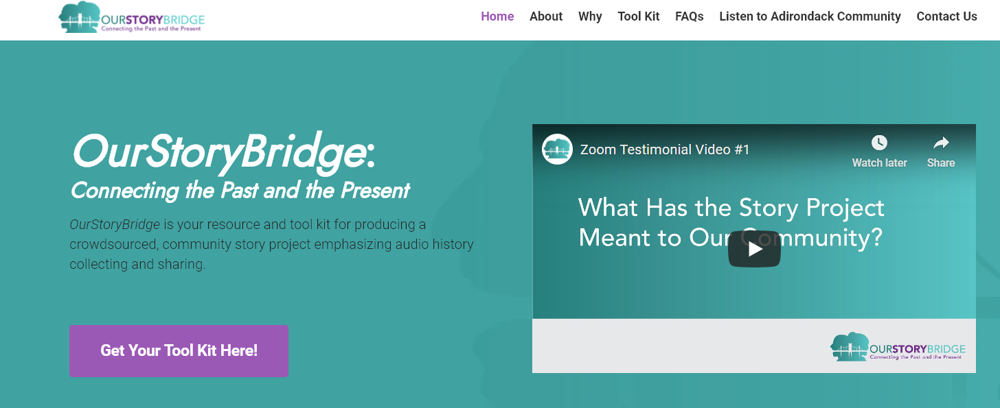 OURSTORYBRIDGE
Connecting the Past and the Present
Home About Why Tool Kit FAQs Listen to Adirondack Community Contact Us
OurStoryBridge:
Connecting the Past and the Present
OurStoryBridge is your resource and tool kit for producing a
crowdsourced, community story project emphasizing audio history
collecting and sharing.
Get Your Tool Kit Here!
Zoom Testimonial Video #1
Watch later
Share
What Has the Story Project
Meant to Our Community?
OURSTORYBRIDGE
Connecting the Past and the Present